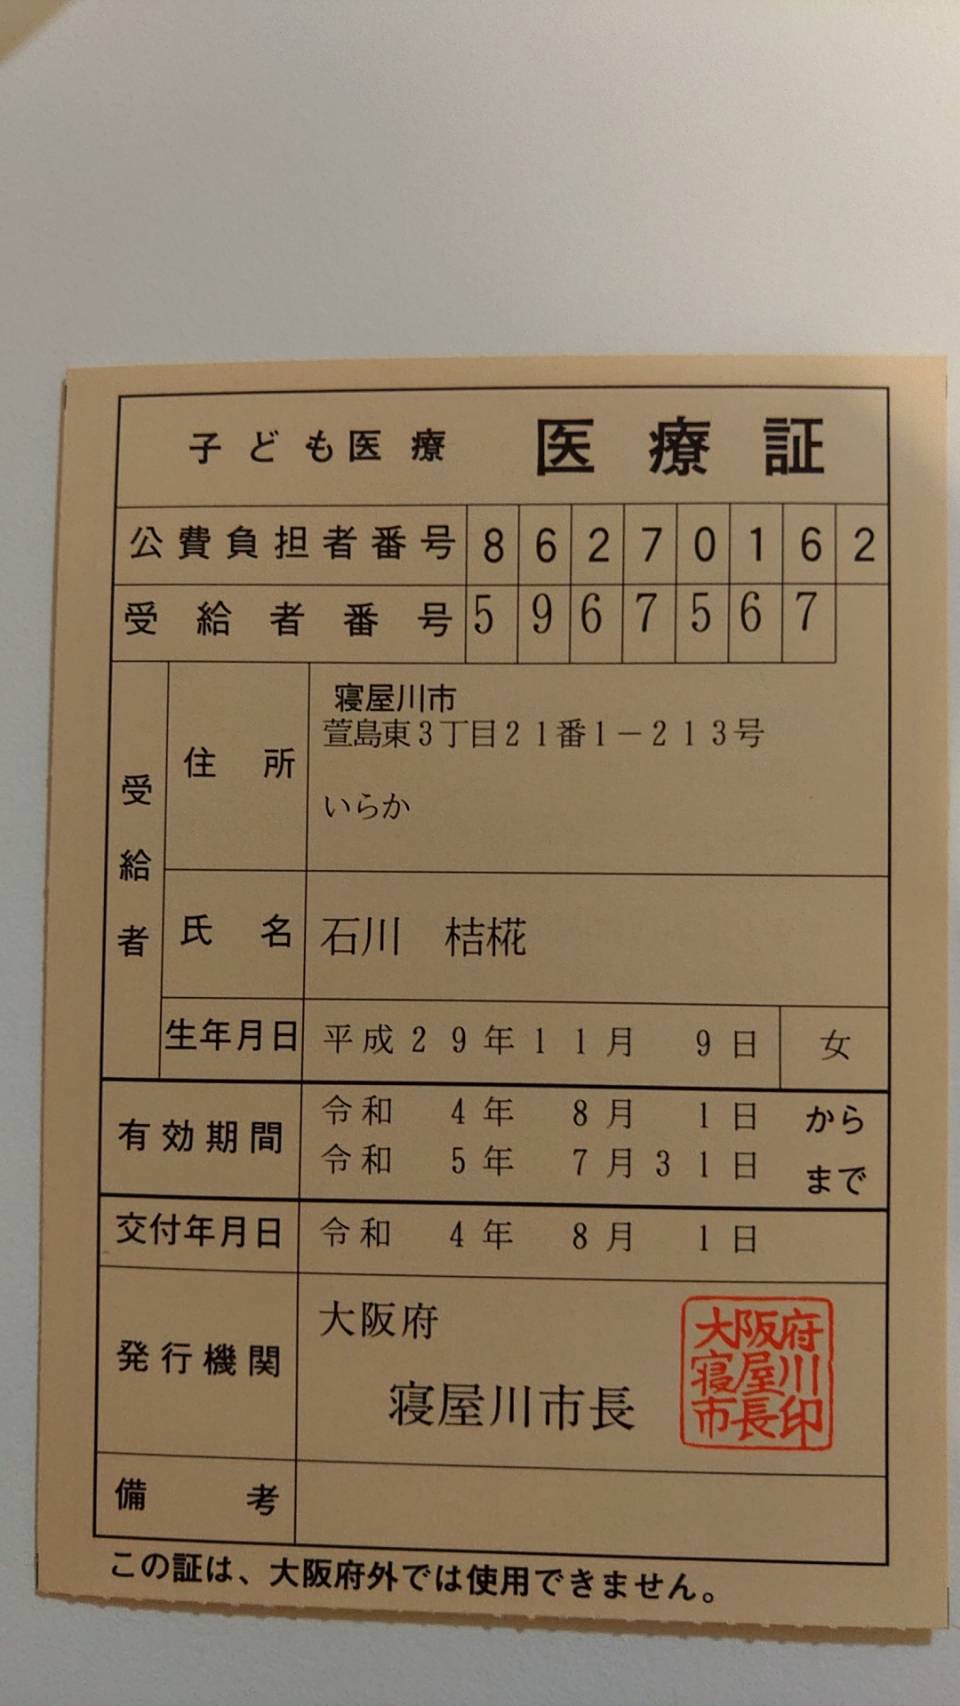 子ども医療 医療証
公費負担者番号 86270162
受給者番号 5967567
受給者
住所
寝屋川市
萱島東3丁目21番1-213号
いらか
氏名 石川 桔椛
生年月日 平成29年11月 9日 女
有効期間
令和 4年 8月 1日 から
令和 5年 7月31日 まで
交付年月日 令和 4年 8月 1日
発行機関
大阪府
寝屋川市長
大阪府
寝屋川
市長印
備考
この証は、大阪府外では使用できません。